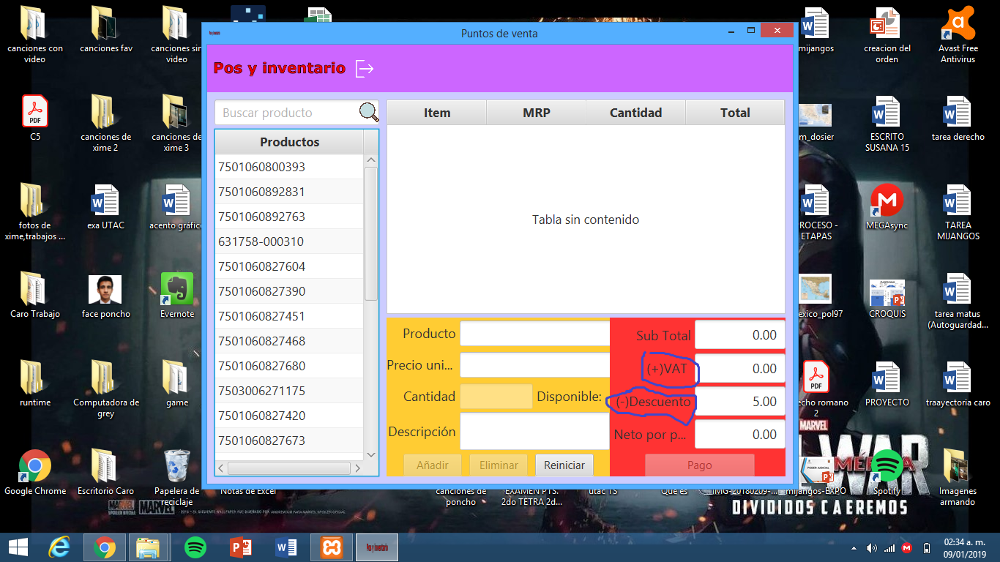 canciones con video
canciones fav
canciones sin video
mijangos
creacion del orden
Avast Free Antivirus
Puntos de venta
Pos y inventario
Buscar producto
Productos
7501060800393
7501060892831
7501060892763
631758-000310
7501060827604
7501060827390
7501060827451
7501060827468
7501060827680
7503006271175
7501060827420
7501060827673
Item MRP Cantidad Total
Tabla sin contenido
Producto
Precio uni...
Cantidad
Disponible:
Descripción
Añadir Eliminar Reiniciar
Sub Total 0.00
(+)VAT 0.00
(-)Descuento 5.00
Neto por p... 0.00
Pago
PDF
C5
canciones de xime 2
canciones de xime 3
m_dosier
ESCRITO SUSANA 15
tarea derecho
fotos de xime,trabajos ...
exa UTAC
acento gráfico
ROCESO - ETAPAS
MEGAsync
TAREA MIJANGOS
Caro Trabajo
face poncho
Evernote
exico_pol97
CROQUIS
tarea matus (Autoguardad...
runtime
Computadora de grey
game
PDF
cho romano 2
PROYECTO
traayectoria caro
Google Chrome
Escritorio Caro
Papelera de reciclaje
Notas de Excel
canciones de poncho
EXAMEN PTS. 2do TETRA 2d...
utac TS
Que es
IMG-20180209-...
mijangos-EXPO
Spotify
Imagenes armando
MARVEL
WAR
DIVIDIDOS CAEREMOS
MARVEL
Pos y inventario
02:34 a. m.
09/01/2019